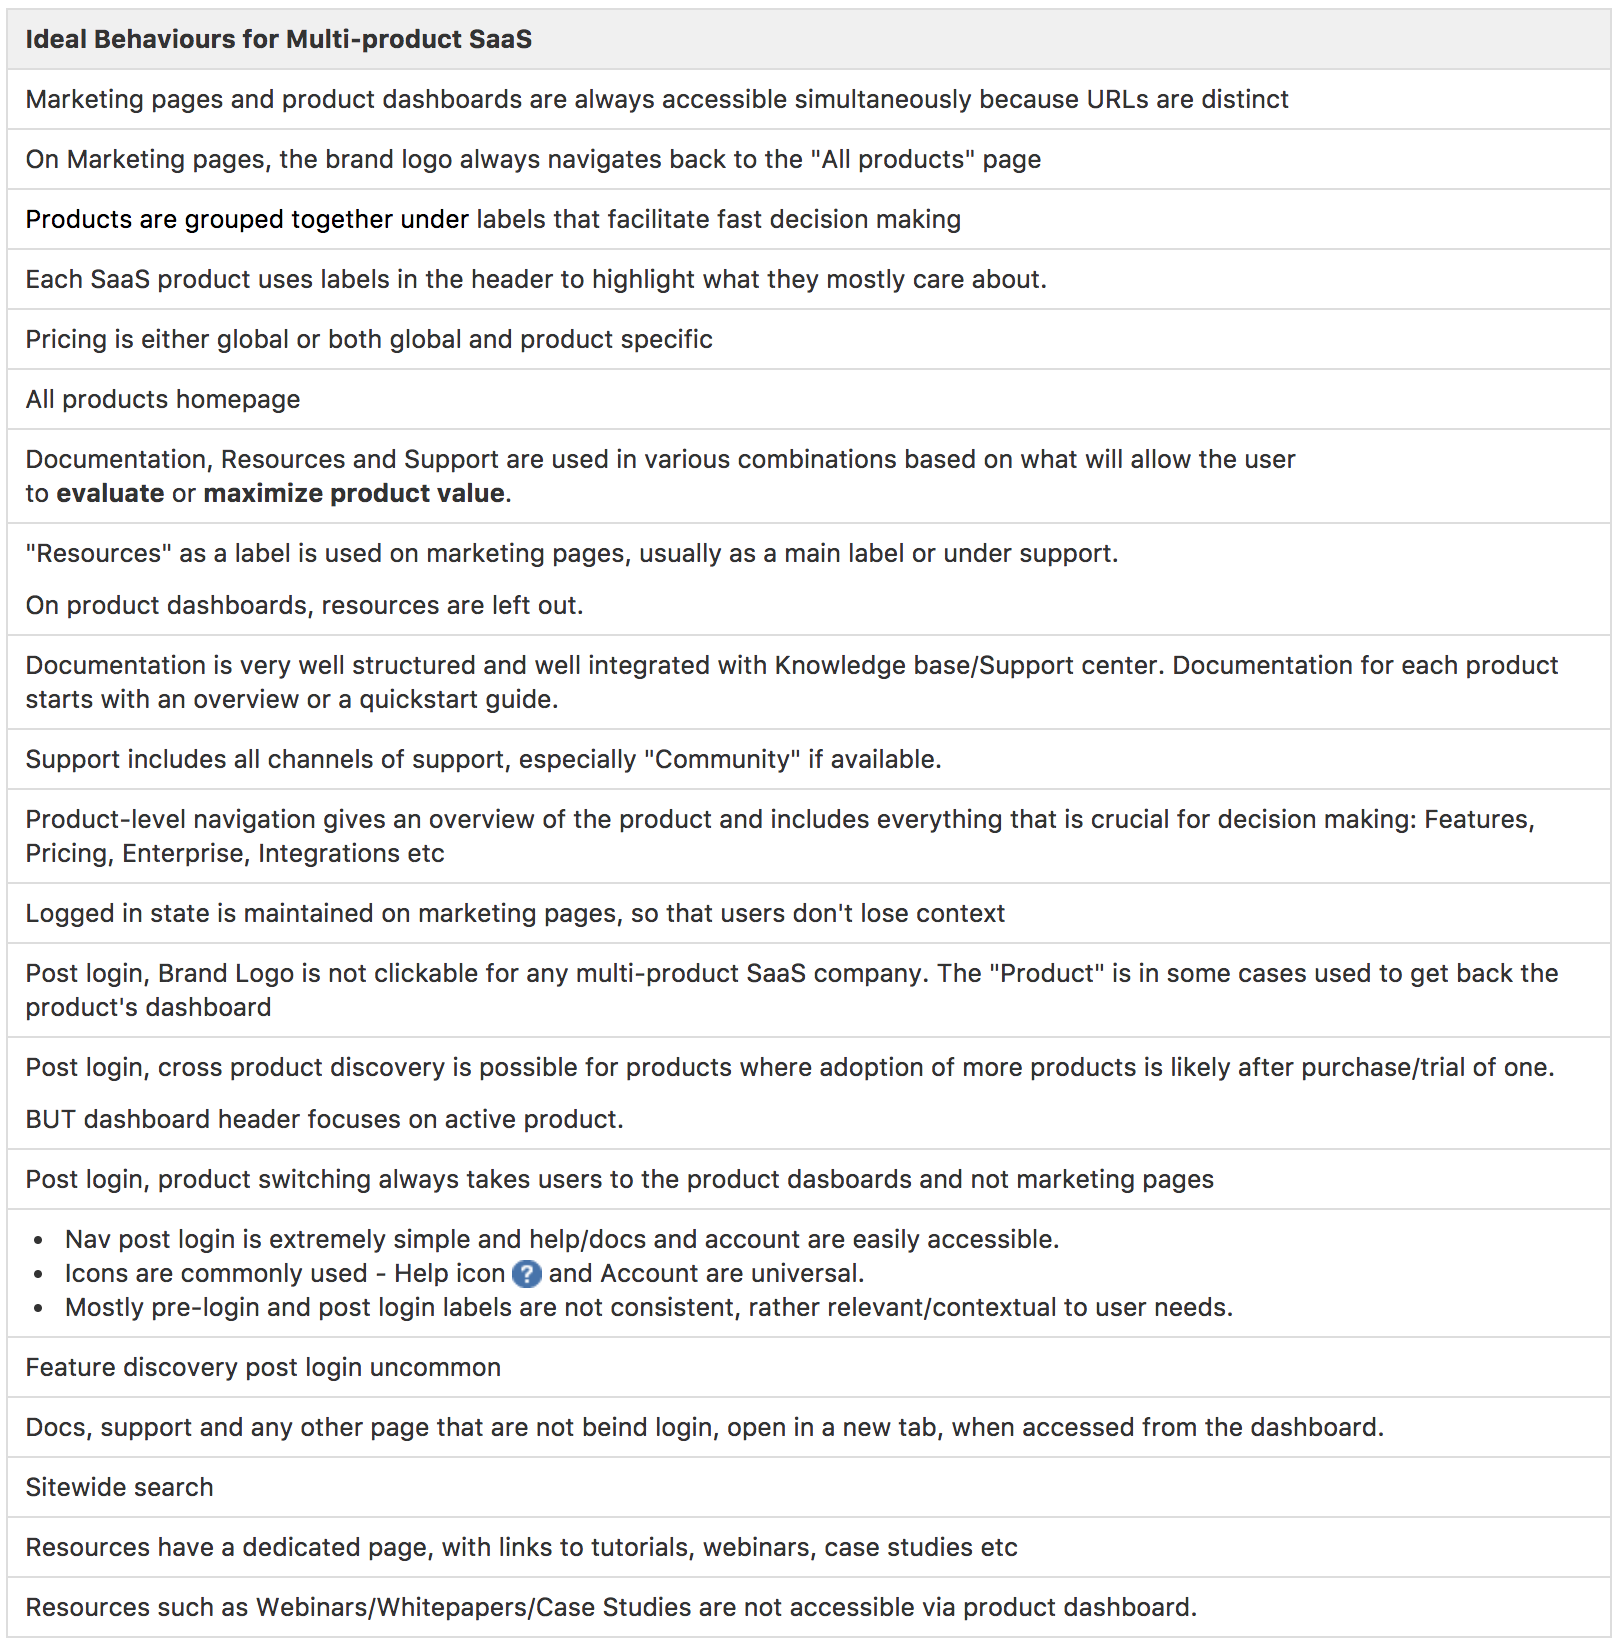 Ideal Behaviours for Multi-product SaaS
Marketing pages and product dashboards are always accessible simultaneously because URLs are distinct
On Marketing pages, the brand logo always navigates back to the "All products" page
Products are grouped together under labels that facilitate fast decision making
Each SaaS product uses labels in the header to highlight what they mostly care about.
Pricing is either global or both global and product specific
All products homepage
Documentation, Resources and Support are used in various combinations based on what will allow the user
to evaluate or maximize product value.
"Resources" as a label is used on marketing pages, usually as a main label or under support.
On product dashboards, resources are left out.
Documentation is very well structured and well integrated with Knowledge base/Support center. Documentation for each product
starts with an overview or a quickstart guide.
Support includes all channels of support, especially "Community" if available.
Product-level navigation gives an overview of the product and includes everything that is crucial for decision making: Features,
Pricing, Enterprise, Integrations etc
Logged in state is maintained on marketing pages, so that users don't lose context
Post login, Brand Logo is not clickable for any multi-product SaaS company. The "Product" is in some cases used to get back the
product's dashboard
Post login, cross product discovery is possible for products where adoption of more products is likely after purchase/trial of one.
BUT dashboard header focuses on active product.
Post login, product switching always takes users to the product dasboards and not marketing pages
• Nav post login is extremely simple and help/docs and account are easily accessible.
• Icons are commonly used - Help icon ? and Account are universal.
• Mostly pre-login and post login labels are not consistent, rather relevant/contextual to user needs.
Feature discovery post login uncommon
Docs, support and any other page that are not beind login, open in a new tab, when accessed from the dashboard.
Sitewide search
Resources have a dedicated page, with links to tutorials, webinars, case studies etc
Resources such as Webinars/Whitepapers/Case Studies are not accessible via product dashboard.